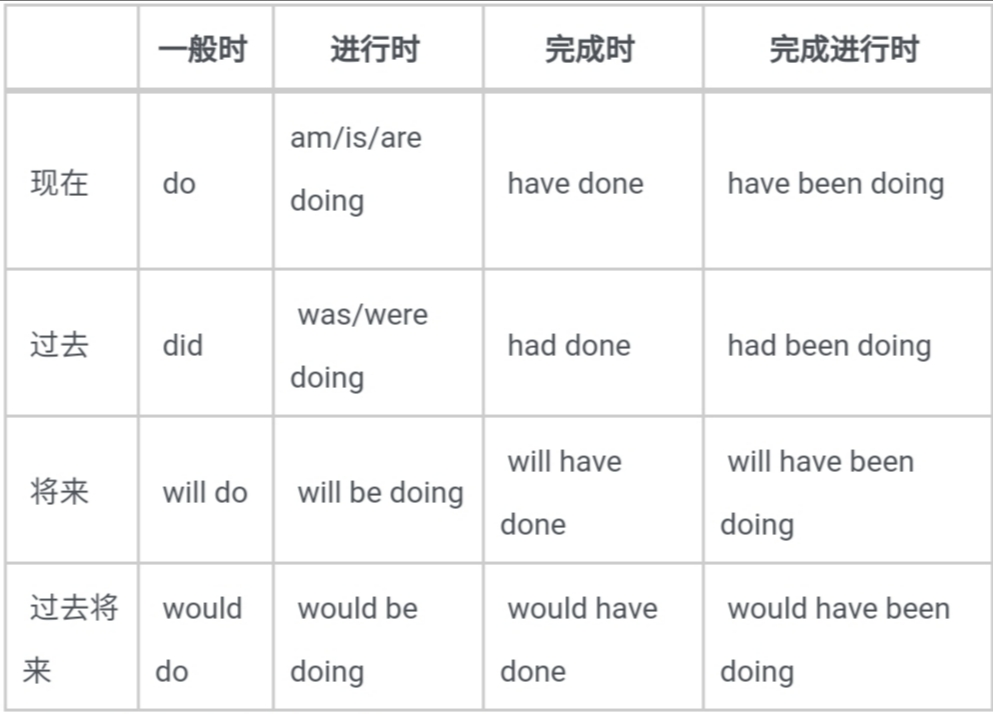 一般时 进行时 完成时 完成进行时
现在 do am/is/are doing have done have been doing
过去 did was/were doing had done had been doing
将来 will do will be doing will have done will have been doing
过去将来 would do would be doing would have done would have been doing